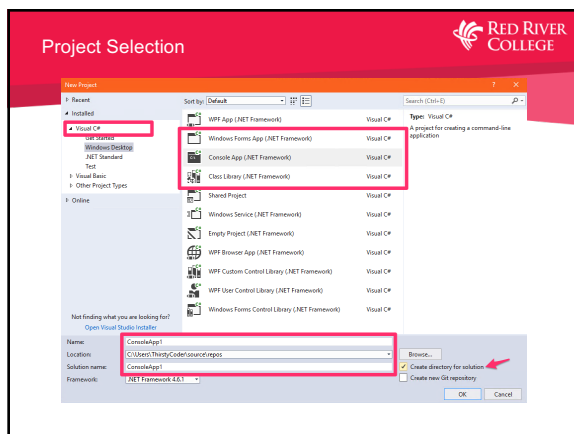 Project Selection
RED RIVER
COLLEGE
New Project
? ×
Recent
Installed
Visual C#
Get Started
Windows Desktop
.NET Standard
Test
Visual Basic
Other Project Types
Online
Not finding what you are looking for?
Open Visual Studio Installer
Sort by: Default
WPF App (.NET Framework) Visual C#
Windows Forms App (.NET Framework) Visual C#
Console App (.NET Framework) Visual C#
Class Library (.NET Framework) Visual C#
Shared Project Visual C#
Windows Service (.NET Framework) Visual C#
Empty Project (.NET Framework) Visual C#
WPF Browser App (.NET Framework) Visual C#
WPF Custom Control Library (.NET Framework) Visual C#
WPF User Control Library (.NET Framework) Visual C#
Windows Forms Control Library (.NET Framework) Visual C#
Search (Ctrl+E)
Type: Visual C#
A project for creating a command-line
application
Name: ConsoleApp1
Location: C:\Users\ThirstyCoder\source\repos
Solution name: ConsoleApp1
Framework: .NET Framework 4.6.1
Browse...
Create directory for solution
Create new Git repository
OK Cancel